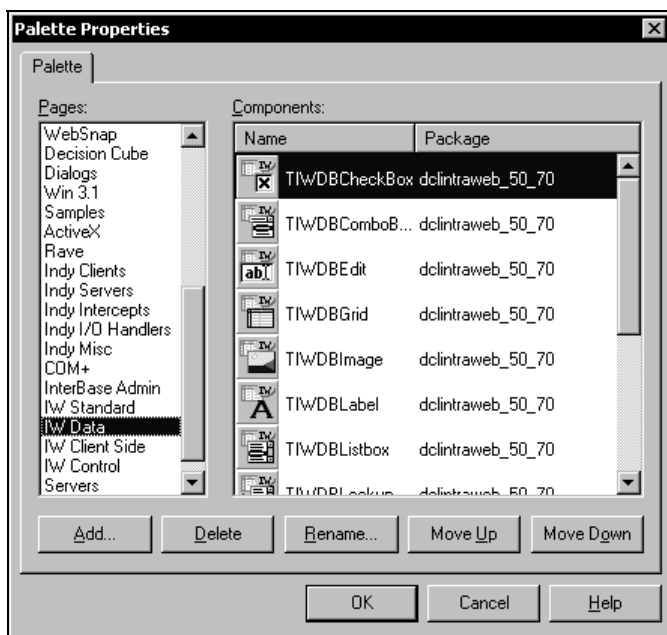 Palette Properties
Palette
Pages:
WebSnap
Decision Cube
Dialogs
Win 3.1
Samples
ActiveX
Rave
Indy Clients
Indy Servers
Indy Intercepts
Indy I/O Handlers
Indy Misc
COM+
InterBase Admin
IW Standard
IW Data
IW Client Side
IW Control
Servers
Components:
Name Package
TIWDBCheckBox dclintraweb_50_70
TIWDBComboB... dclintraweb_50_70
TIWDBEdit dclintraweb_50_70
TIWDBGrid dclintraweb_50_70
TIWDBImage dclintraweb_50_70
TIWDBLabel dclintraweb_50_70
TIWDBListbox dclintraweb_50_70
TIWDBLookup dclintraweb_50_70
Add... Delete Rename... Move Up Move Down
OK Cancel Help